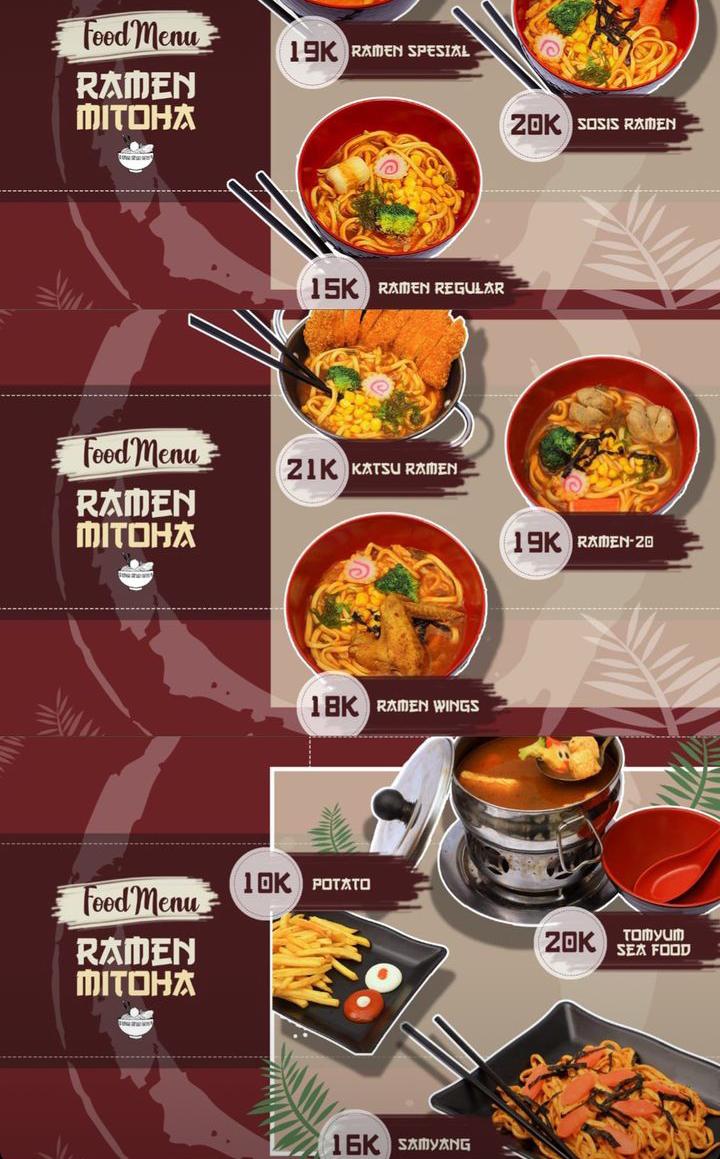 Food Menu
RAMEN
MITOHA
19K RAMEN SPESIAL
20K SOSIS RAMEN
15K RAMEN REGULAR
Food Menu
RAMEN
MITOHA
21K KATSU RAMEN
19K RAMEN-20
18K RAMEN WINGS
Food Menu
RAMEN
MITOHA
10K POTATO
20K TOMYUM
SEA FOOD
16K SAMYANG